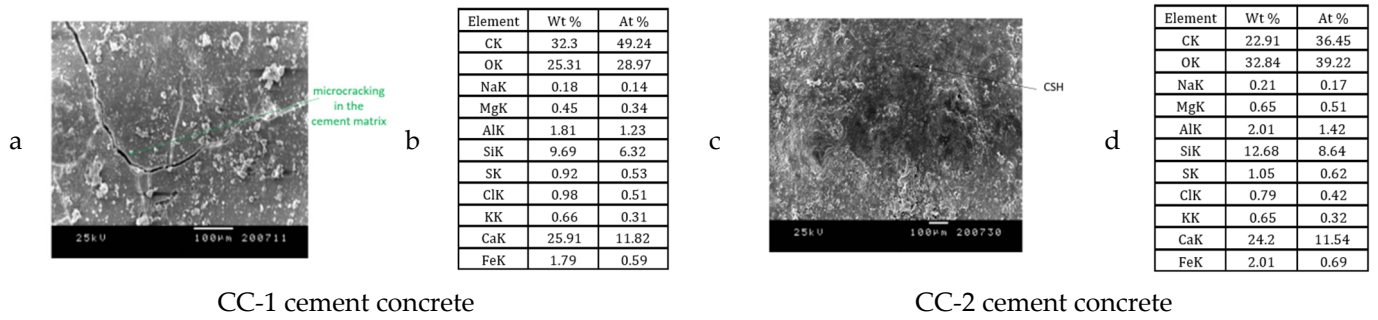 a
microcracking
in the
cement matrix
25kV 100µm 200711
b
Element Wt % At %
CK 32.3 49.24
OK 25.31 28.97
NaK 0.18 0.14
MgK 0.45 0.34
AlK 1.81 1.23
SiK 9.69 6.32
SK 0.92 0.53
ClK 0.98 0.51
KK 0.66 0.31
CaK 25.91 11.82
FeK 1.79 0.59
c
CSH
25kV 100µm 200730
d
Element Wt % At %
CK 22.91 36.45
OK 32.84 39.22
NaK 0.21 0.17
MgK 0.65 0.51
AlK 2.01 1.42
SiK 12.68 8.64
SK 1.05 0.62
ClK 0.79 0.42
KK 0.65 0.32
CaK 24.2 11.54
FeK 2.01 0.69
CC-1 cement concrete
CC-2 cement concrete